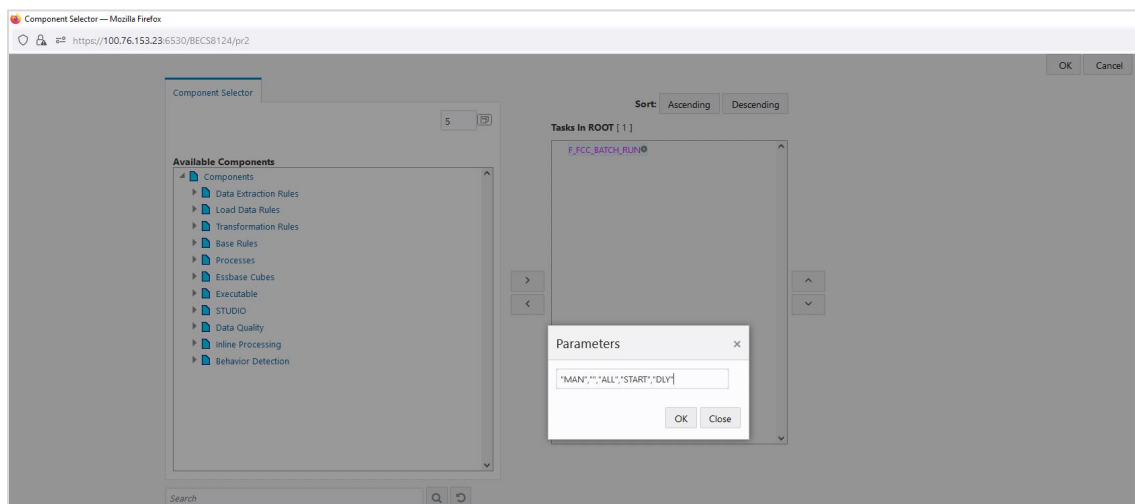 Component Selector — Mozilla Firefox
https://100.76.153.23:6530/BECS8124/pr2
OK Cancel
Component Selector
Sort: Ascending Descending
5
Tasks In ROOT [ 1 ]
F_FCC_BATCH_RUN
Available Components
Components
Data Extraction Rules
Load Data Rules
Transformation Rules
Base Rules
Processes
Essbase Cubes
Executable
STUDIO
Data Quality
Inline Processing
Behavior Detection
>
<
Parameters ×
"MAN","","ALL","START","DLY"
OK Close
Search